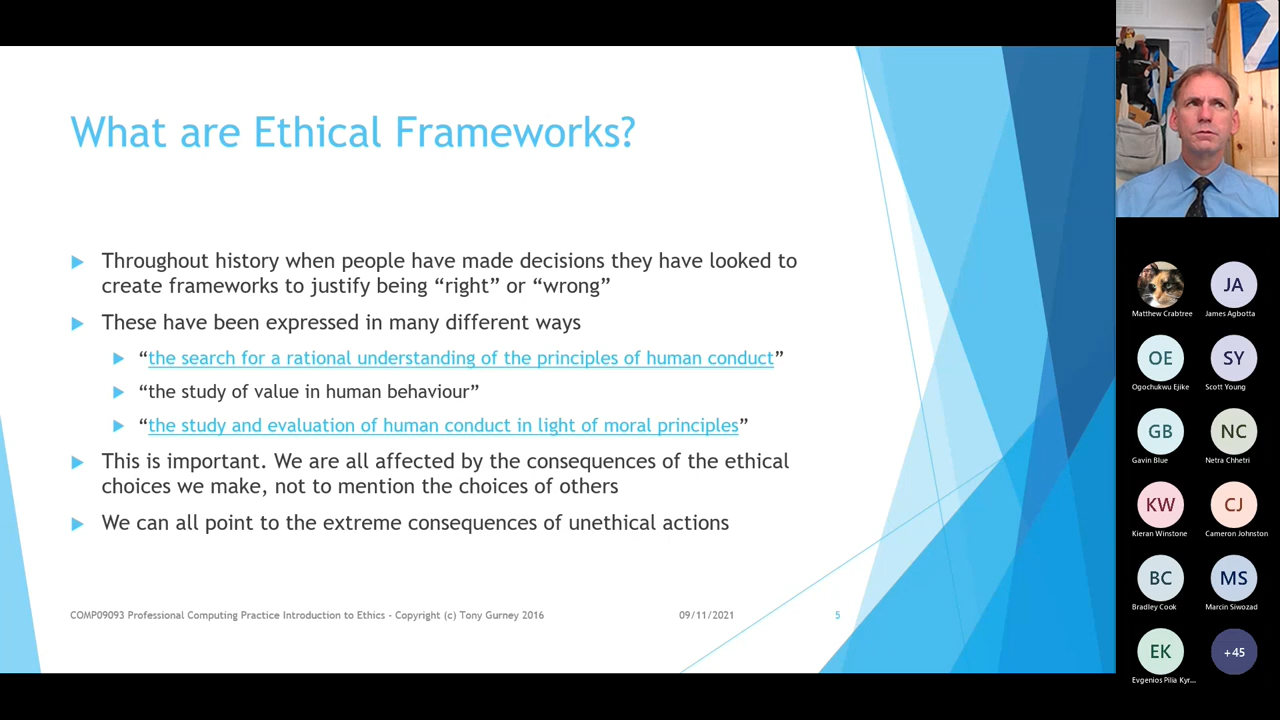 What are Ethical Frameworks?
Throughout history when people have made decisions they have looked to
create frameworks to justify being “right” or “wrong”
These have been expressed in many different ways
“the search for a rational understanding of the principles of human conduct”
“the study of value in human behaviour”
“the study and evaluation of human conduct in light of moral principles”
This is important. We are all affected by the consequences of the ethical
choices we make, not to mention the choices of others
We can all point to the extreme consequences of unethical actions
COMP09093 Professional Computing Practice Introduction to Ethics - Copyright (c) Tony Gurney 2016
09/11/2021
5
JA
Matthew Crabtree
James Agbotta
OE
SY
Ogochukwu Ejike
Scott Young
GB
NC
Gavin Blue
Netra Chhetri
KW
CJ
Kieran Winstone
Cameron Johnston
BC
MS
Bradley Cook
Marcin Siwozad
EK
+45
Evgenios Pilia Kyr...